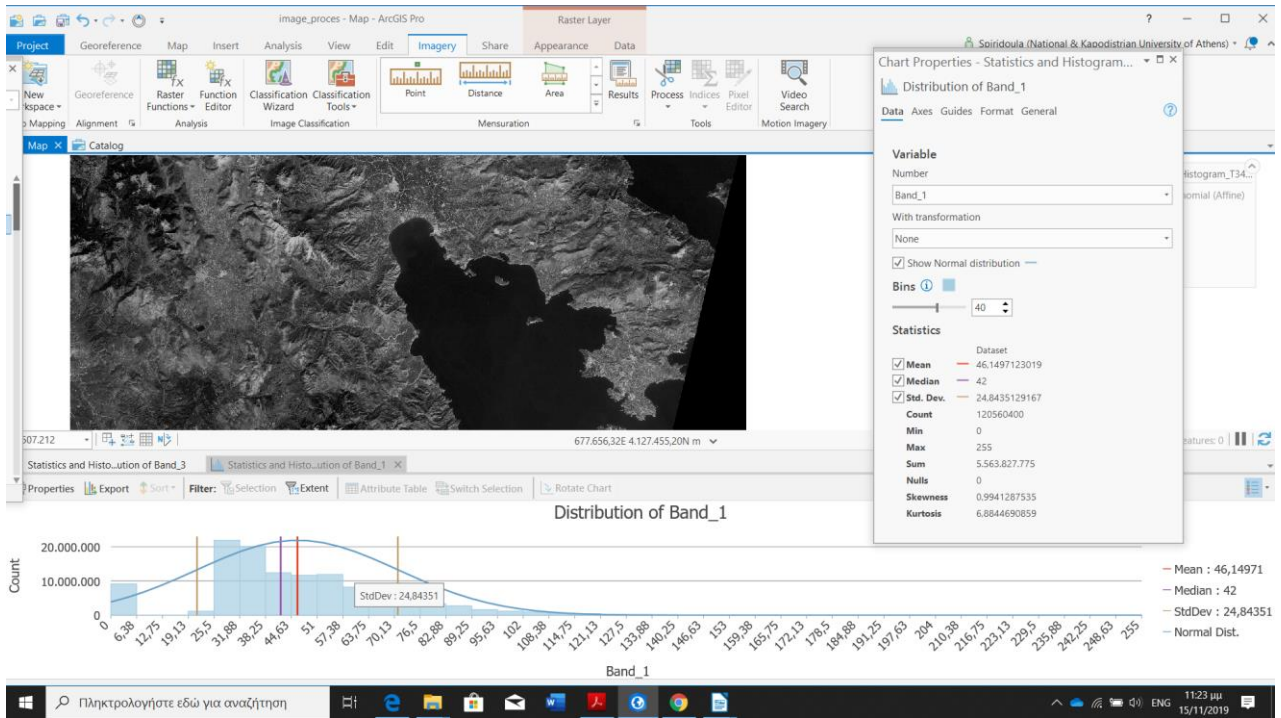 image_proces - Map - ArcGIS Pro
Raster Layer
?
Project Georeference Map Insert Analysis View Edit Imagery Share Appearance Data
Spiridoula (National & Kapodistrian University of Athens)
New
Georeference
Raster
Functions
Function
Editor
Classification
Wizard
Classification
Tools
Point
Distance
Area
Results
Process
Indices
Pixel
Editor
Video
Search
Mapping Alignment Analysis Image Classification Mensuration Tools Motion Imagery
Map Catalog
Chart Properties - Statistics and Histogram...
Distribution of Band_1
Data Axes Guides Format General
Variable
Number
Band_1
With transformation
None
Show Normal distribution
Bins
40
Statistics
Dataset
Mean 46,1497123019
Median 42
Std. Dev. 24,8435129167
Count 120560400
Min 0
Max 255
Sum 5.563.827.775
Nulls 0
Skewness 0,9941287535
Kurtosis 6,8844690859
Histogram_T34...
(Affine)
607.212
677.656,32E 4.127.455,20N m
Features: 0
Statistics and Histo...ution of Band_3 Statistics and Histo...ution of Band_1
Properties Export Sort Filter: Selection Extent Attribute Table Switch Selection Rotate Chart
Distribution of Band_1
Count
20.000.000
10.000.000
0
StdDev : 24,84351
0 6,38 12,75 19,13 25,5 31,88 38,25 44,63 51 57,38 63,75 70,13 76,5 82,88 89,25 95,63 102 108,38 114,75 121,13 127,5 133,88 140,25 146,63 153 159,38 165,75 172,13 178,5 184,88 191,25 197,63 204 210,38 216,75 223,13 229,5 235,88 242,25 248,63 255
Band_1
Mean : 46,14971
Median : 42
StdDev : 24,84351
Normal Dist.
Πληκτρολογήστε εδώ για αναζήτηση
ENG
11:23 μμ
15/11/2019